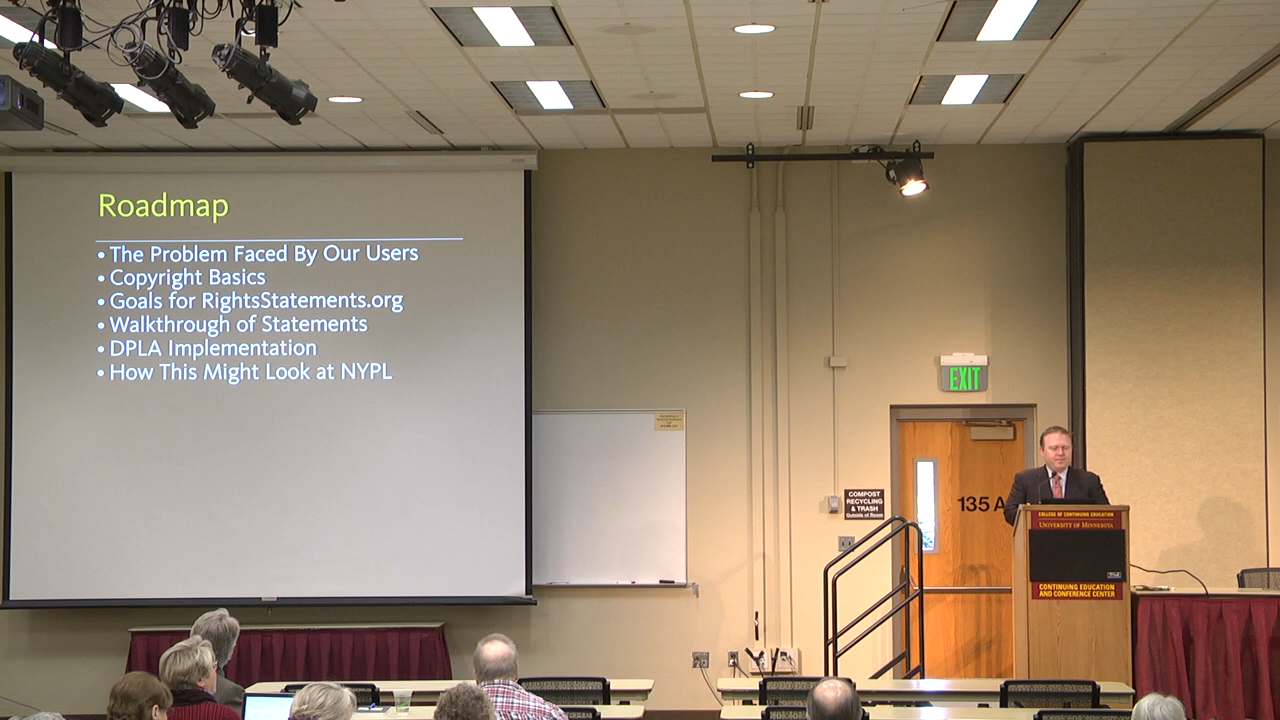 Roadmap
• The Problem Faced By Our Users
• Copyright Basics
• Goals for RightsStatements.org
• Walkthrough of Statements
• DPLA Implementation
• How This Might Look at NYPL
EXIT
COMPOST
RECYCLING
& TRASH
Outside of Room
135 A
COLLEGE OF CONTINUING EDUCATION
UNIVERSITY OF MINNESOTA
CONTINUING EDUCATION
AND CONFERENCE CENTER